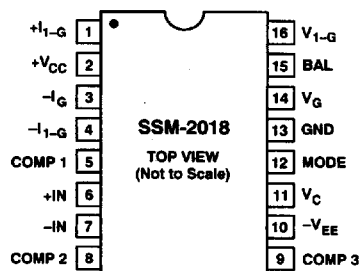 +I1–G 1
+VCC 2
–IG 3
–I1–G 4
COMP 1 5
+IN 6
–IN 7
COMP 2 8
SSM-2018
TOP VIEW
(Not to Scale)
16 V1–G
15 BAL
14 VG
13 GND
12 MODE
11 VC
10 –VEE
9 COMP 3